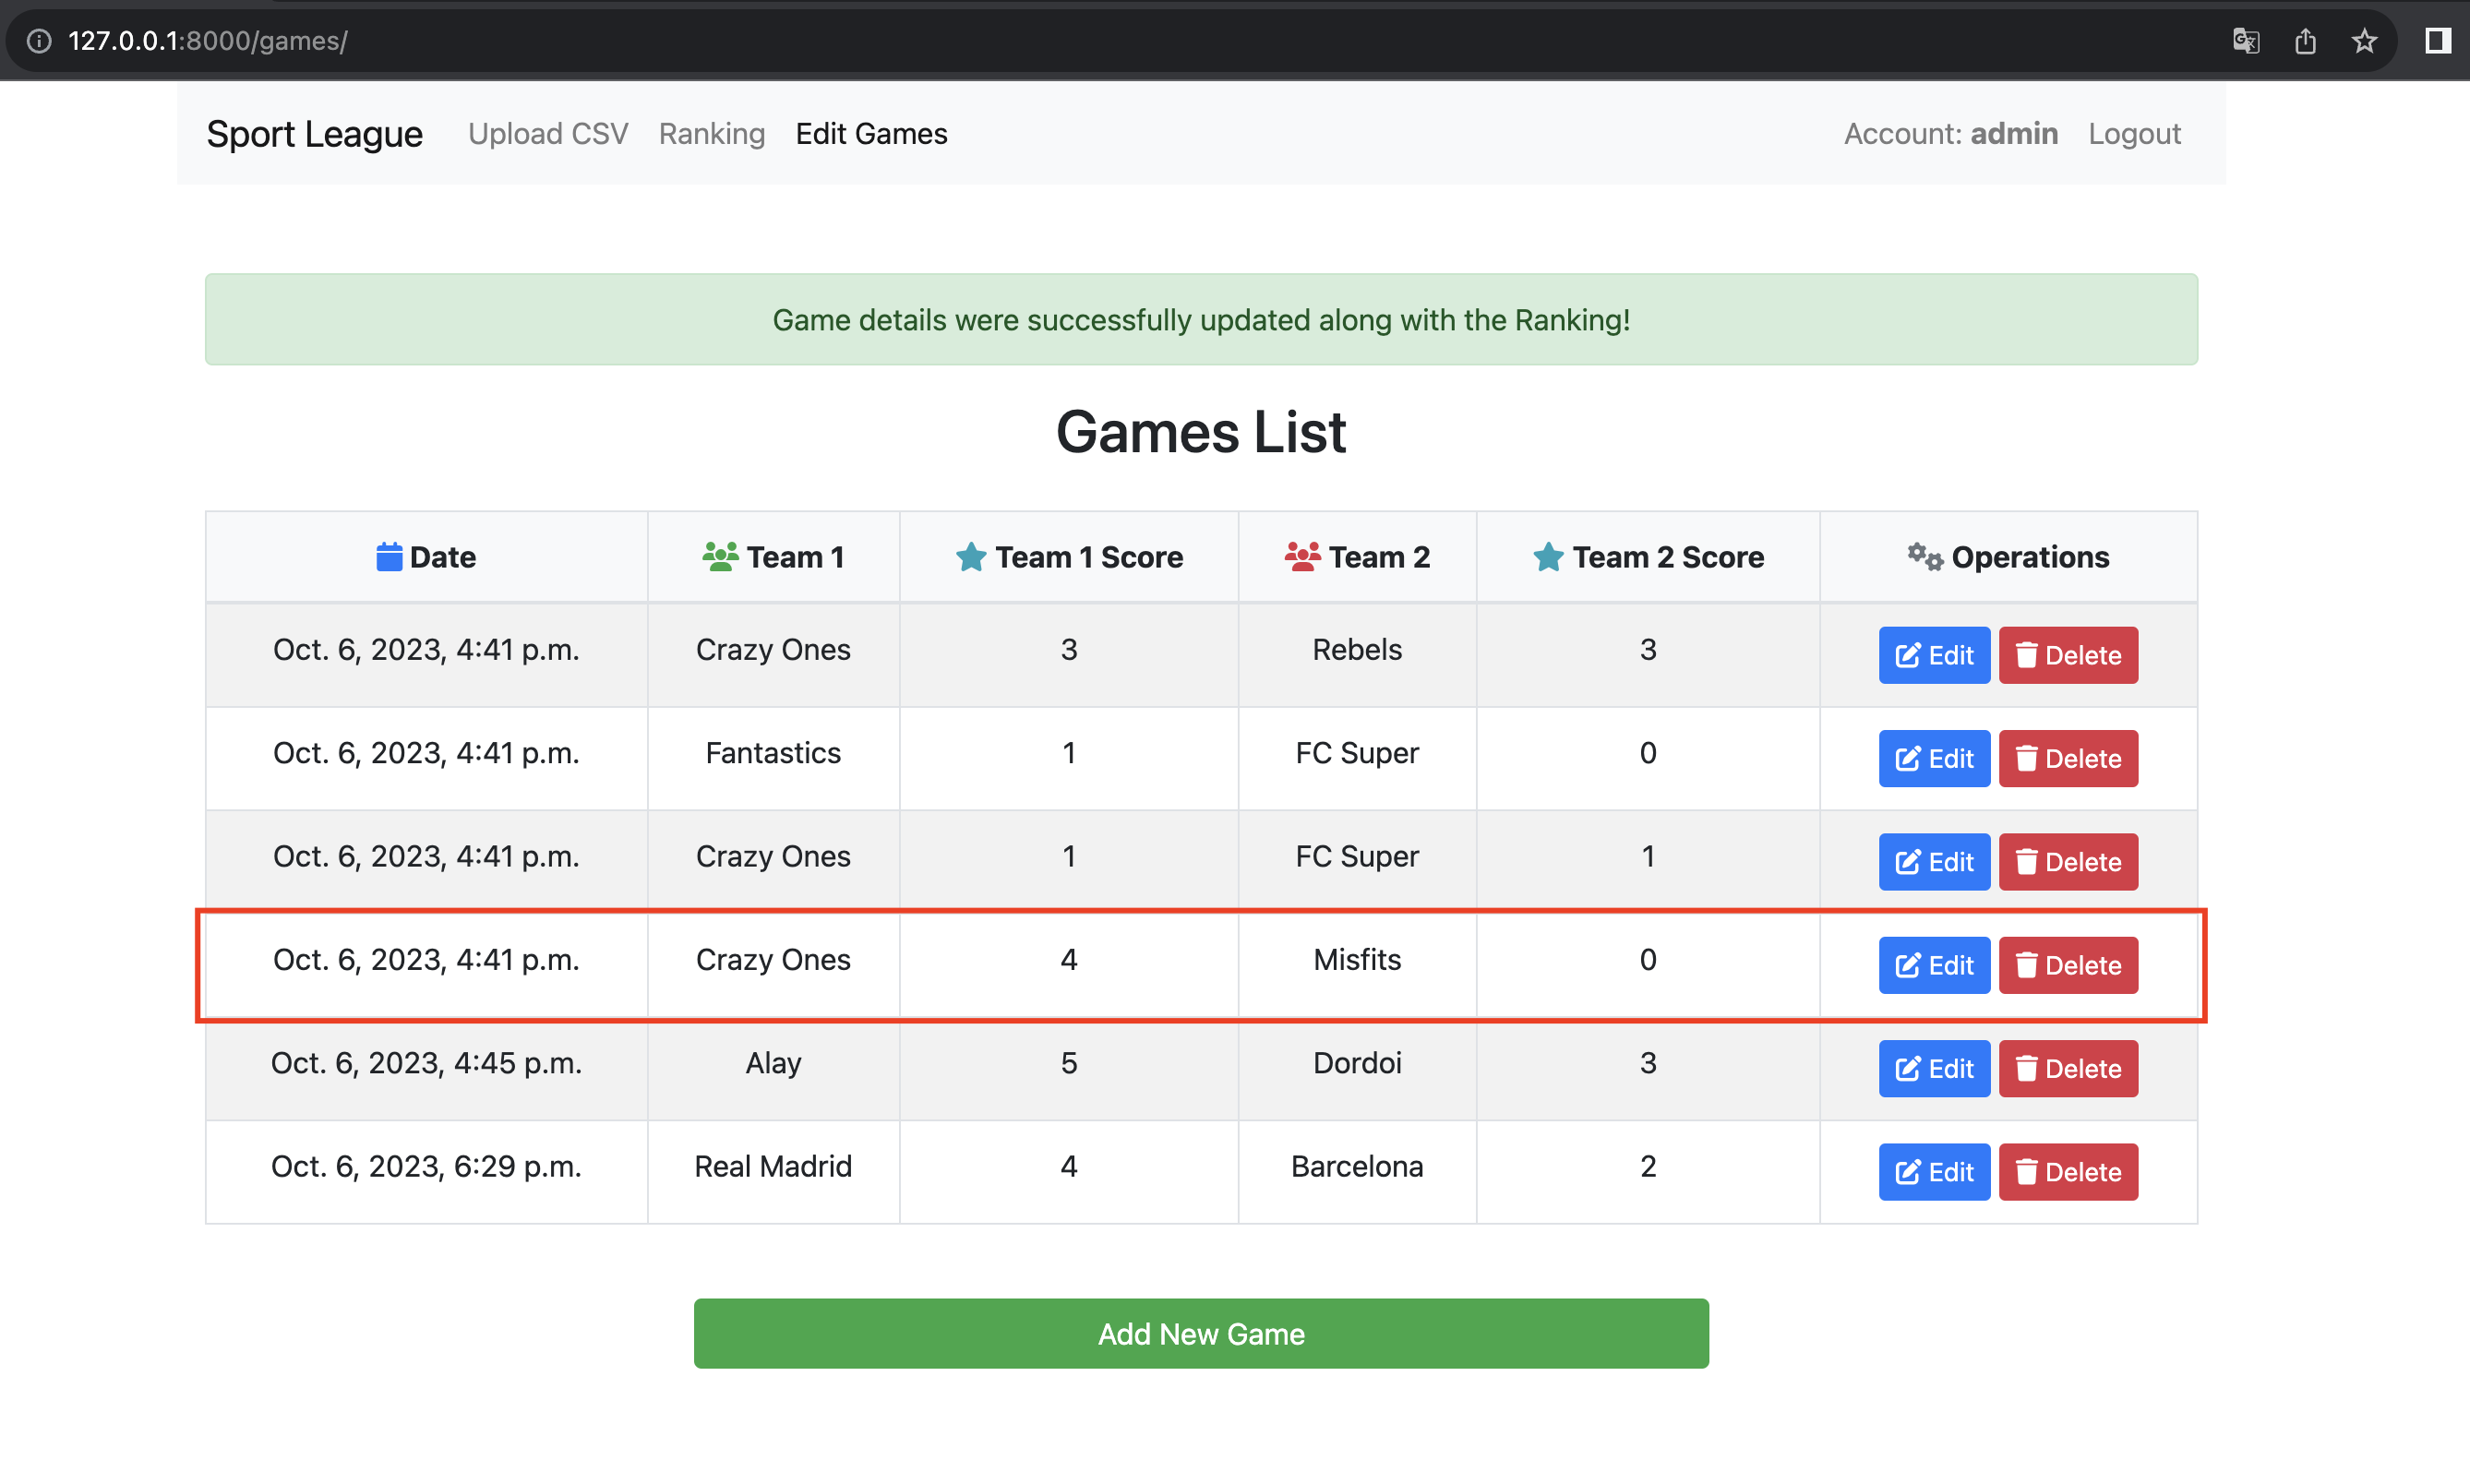 127.0.0.1:8000/games/
Sport League Upload CSV Ranking Edit Games Account: admin Logout
Game details were successfully updated along with the Ranking!
Games List
Date Team 1 Team 1 Score Team 2 Team 2 Score Operations
Oct. 6, 2023, 4:41 p.m. Crazy Ones 3 Rebels 3 Edit Delete
Oct. 6, 2023, 4:41 p.m. Fantastics 1 FC Super 0 Edit Delete
Oct. 6, 2023, 4:41 p.m. Crazy Ones 1 FC Super 1 Edit Delete
Oct. 6, 2023, 4:41 p.m. Crazy Ones 4 Misfits 0 Edit Delete
Oct. 6, 2023, 4:45 p.m. Alay 5 Dordoi 3 Edit Delete
Oct. 6, 2023, 6:29 p.m. Real Madrid 4 Barcelona 2 Edit Delete
Add New Game